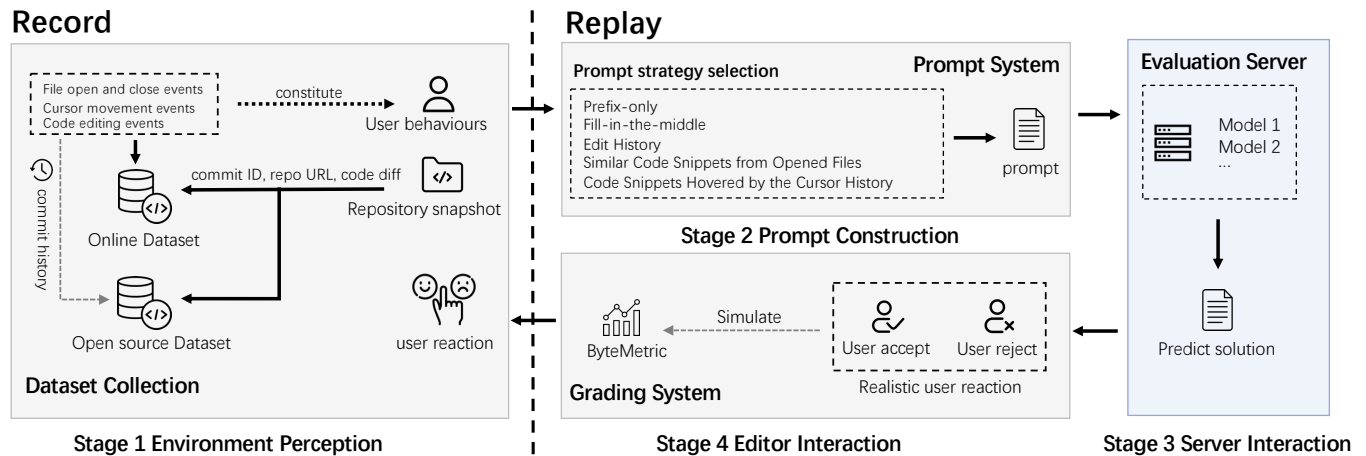 Record
File open and close events
Cursor movement events
Code editing events
constitute
User behaviours
commit history
commit ID, repo URL, code diff
Repository snapshot
Online Dataset
Open source Dataset
user reaction
Dataset Collection
Stage 1 Environment Perception
Replay
Prompt strategy selection
Prompt System
Prefix-only
Fill-in-the-middle
Edit History
Similar Code Snippets from Opened Files
Code Snippets Hovered by the Cursor History
prompt
Stage 2 Prompt Construction
Evaluation Server
Model 1
Model 2
...
Predict solution
Stage 3 Server Interaction
Simulate
ByteMetric
User accept
User reject
Realistic user reaction
Grading System
Stage 4 Editor Interaction